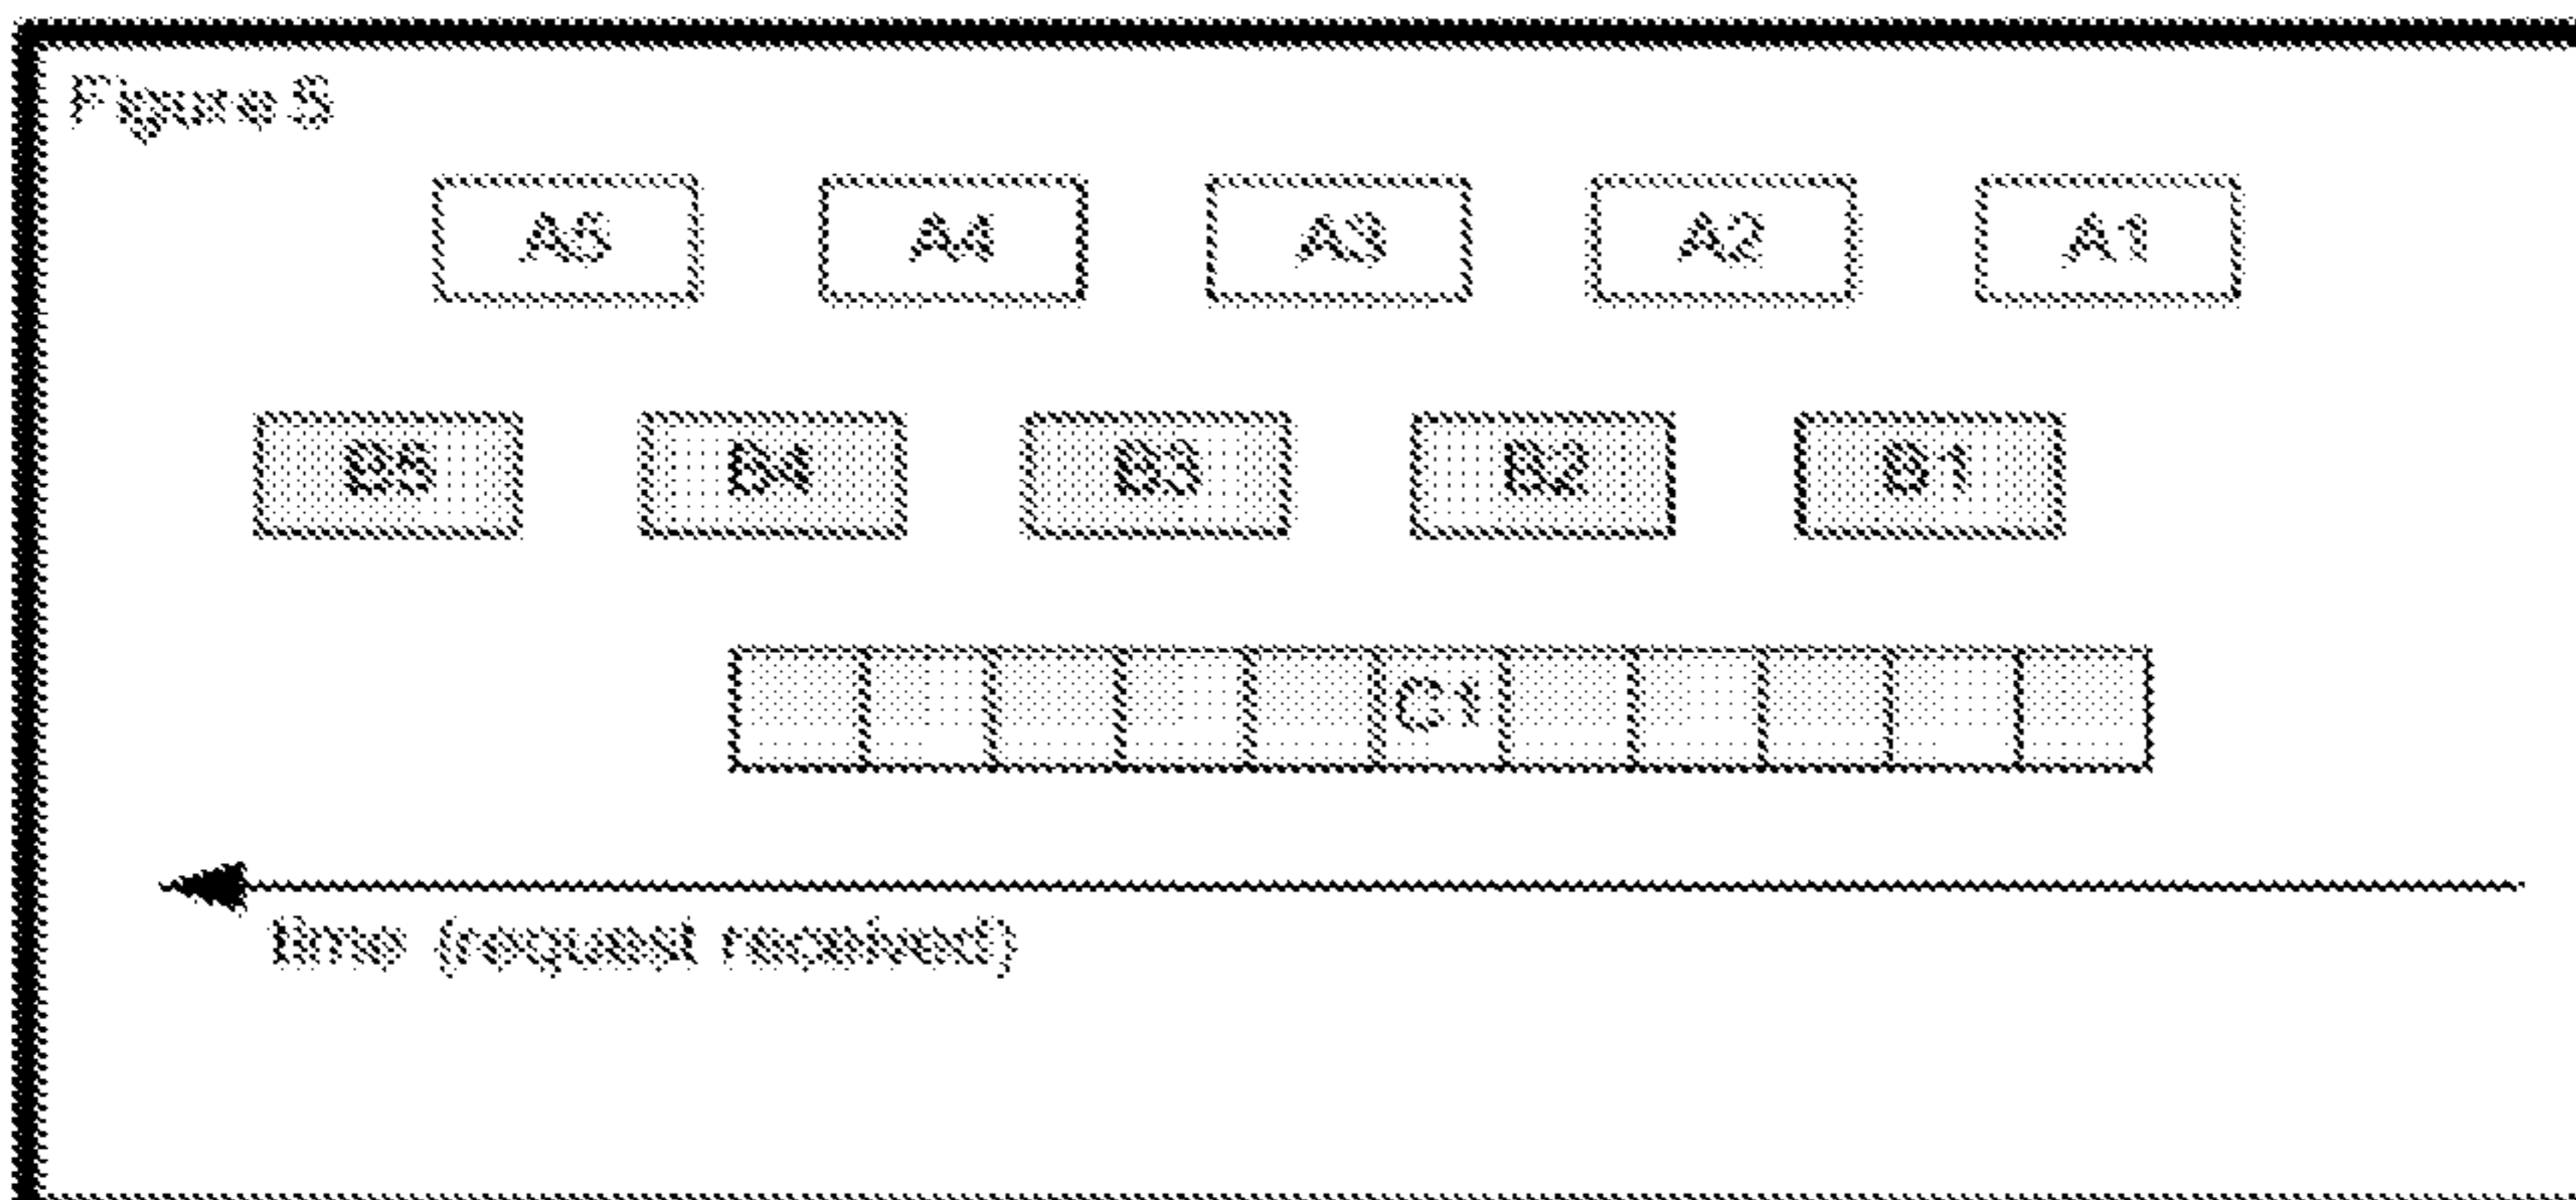 Figure 8
A5 A4 A3 A2 A1
B5 B4 B3 B2 B1
C1
time (request received)